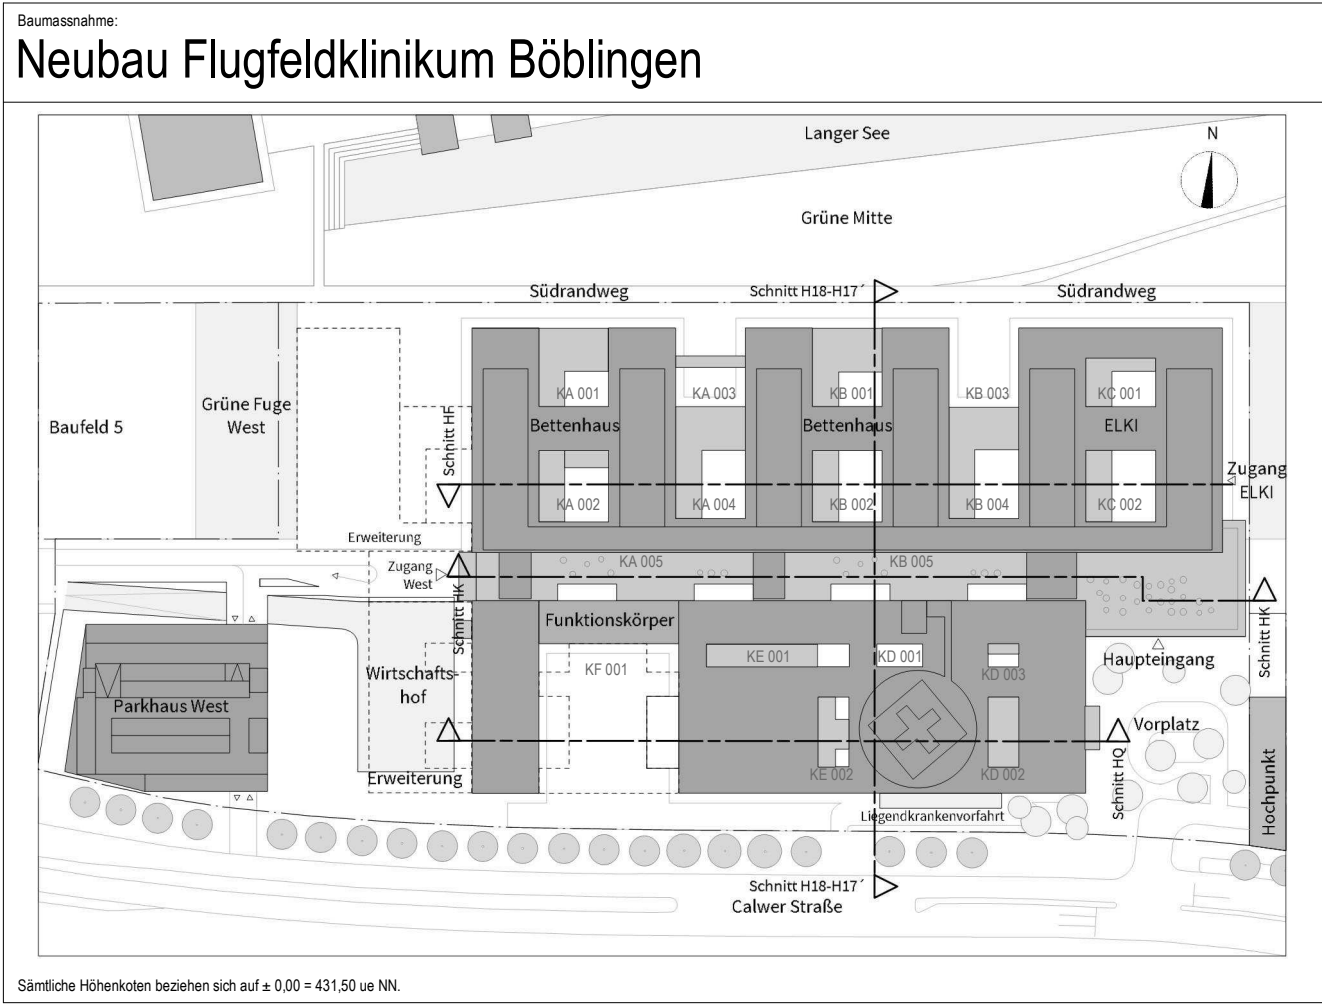 Baumassnahme:
Neubau Flugfeldklinikum Böblingen
Langer See
N
Grüne Mitte
Südrandweg
Schnitt H18-H17´
Südrandweg
KA 001
KA 003
KB 001
KB 003
KC 001
Grüne Fuge
West
Baufeld 5
Schnitt HF
Bettenhaus
Bettenhaus
ELKI
Zugang
ELKI
KA 002
KA 004
KB 002
KB 004
KC 002
Erweiterung
Zugang
West
KA 005
KB 005
Schnitt HK
Schnitt HK
Funktionskörper
KE 001
KD 001
KD 003
Haupteingang
KF 001
Wirtschafts-
hof
Parkhaus West
Vorplatz
Erweiterung
KE 002
KD 002
Schnitt HQ
Hochpunkt
Liegendkrankenvorfahrt
Schnitt H18-H17´
Calwer Straße
Sämtliche Höhenkoten beziehen sich auf ± 0,00 = 431,50 ue NN.